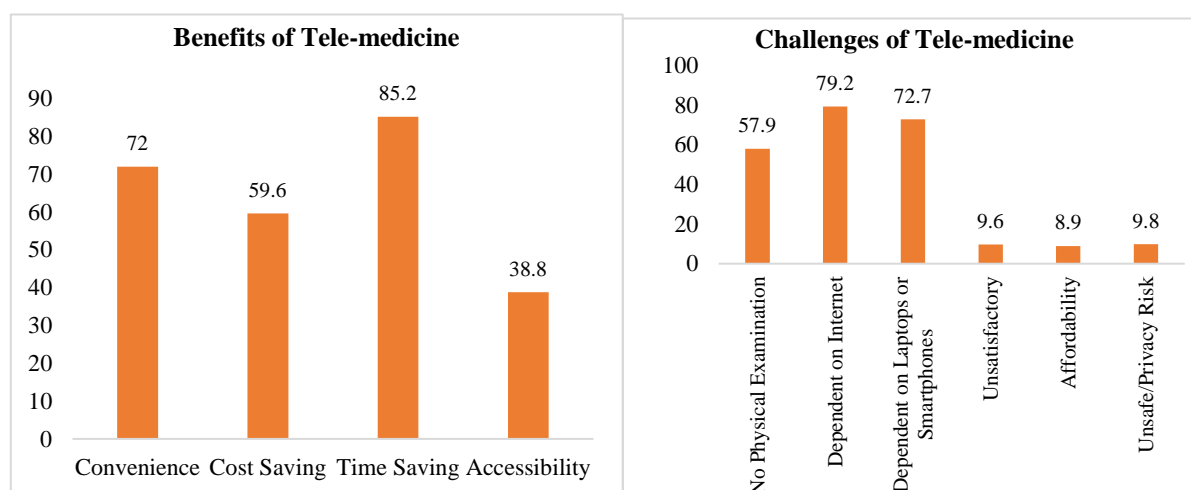 Benefits of Tele-medicine
90
80
70
60
50
40
30
20
10
0
72
59.6
85.2
38.8
Convenience Cost Saving Time Saving Accessibility
Challenges of Tele-medicine
100
80
60
40
20
0
57.9
79.2
72.7
9.6
8.9
9.8
No Physical Examination
Dependent on Internet
Dependent on Laptops or
Smartphones
Unsatisfactory
Affordability
Unsafe/Privacy Risk